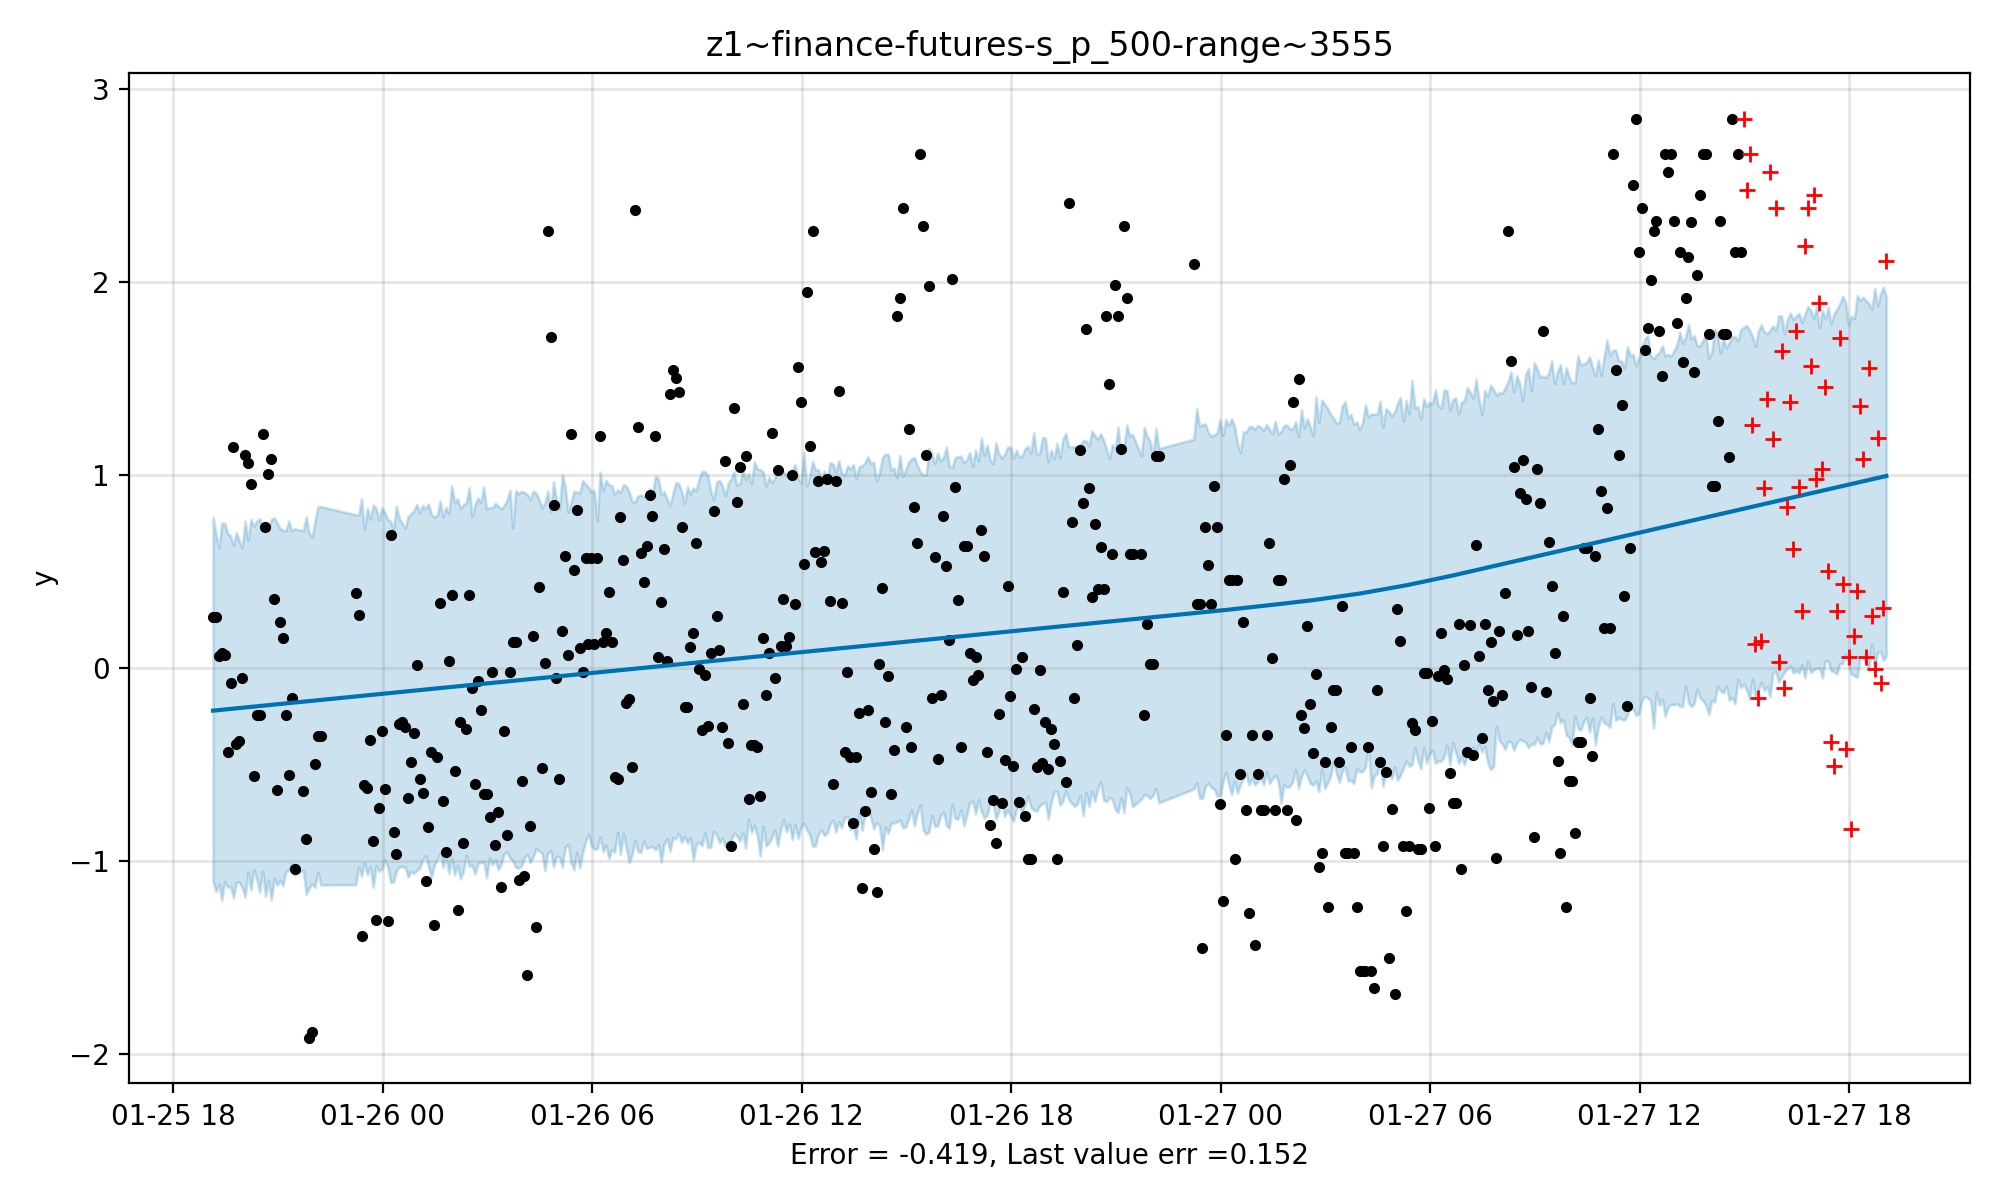 z1~finance-futures-s_p_500-range~3555
3
2
1
0
−1
−2
y
01-25 18 01-26 00 01-26 06 01-26 12 01-26 18 01-27 00 01-27 06 01-27 12 01-27 18
Error = -0.419, Last value err =0.152